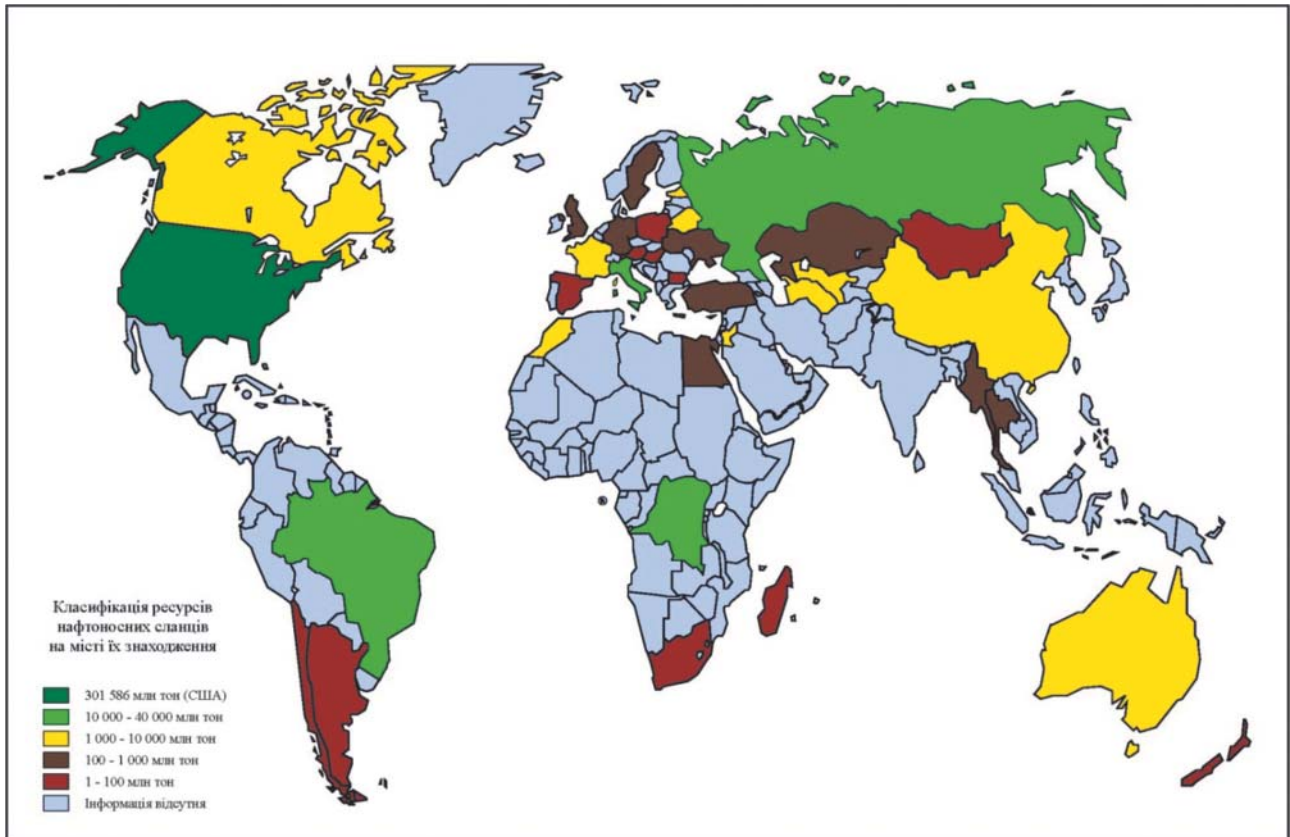 Класифікація ресурсів
нафтоносних сланців
на місті їх знаходження
301 586 млн тон (США)
10 000 - 40 000 млн тон
1 000 - 10 000 млн тон
100 - 1 000 млн тон
1 - 100 млн тон
Інформація відсутня